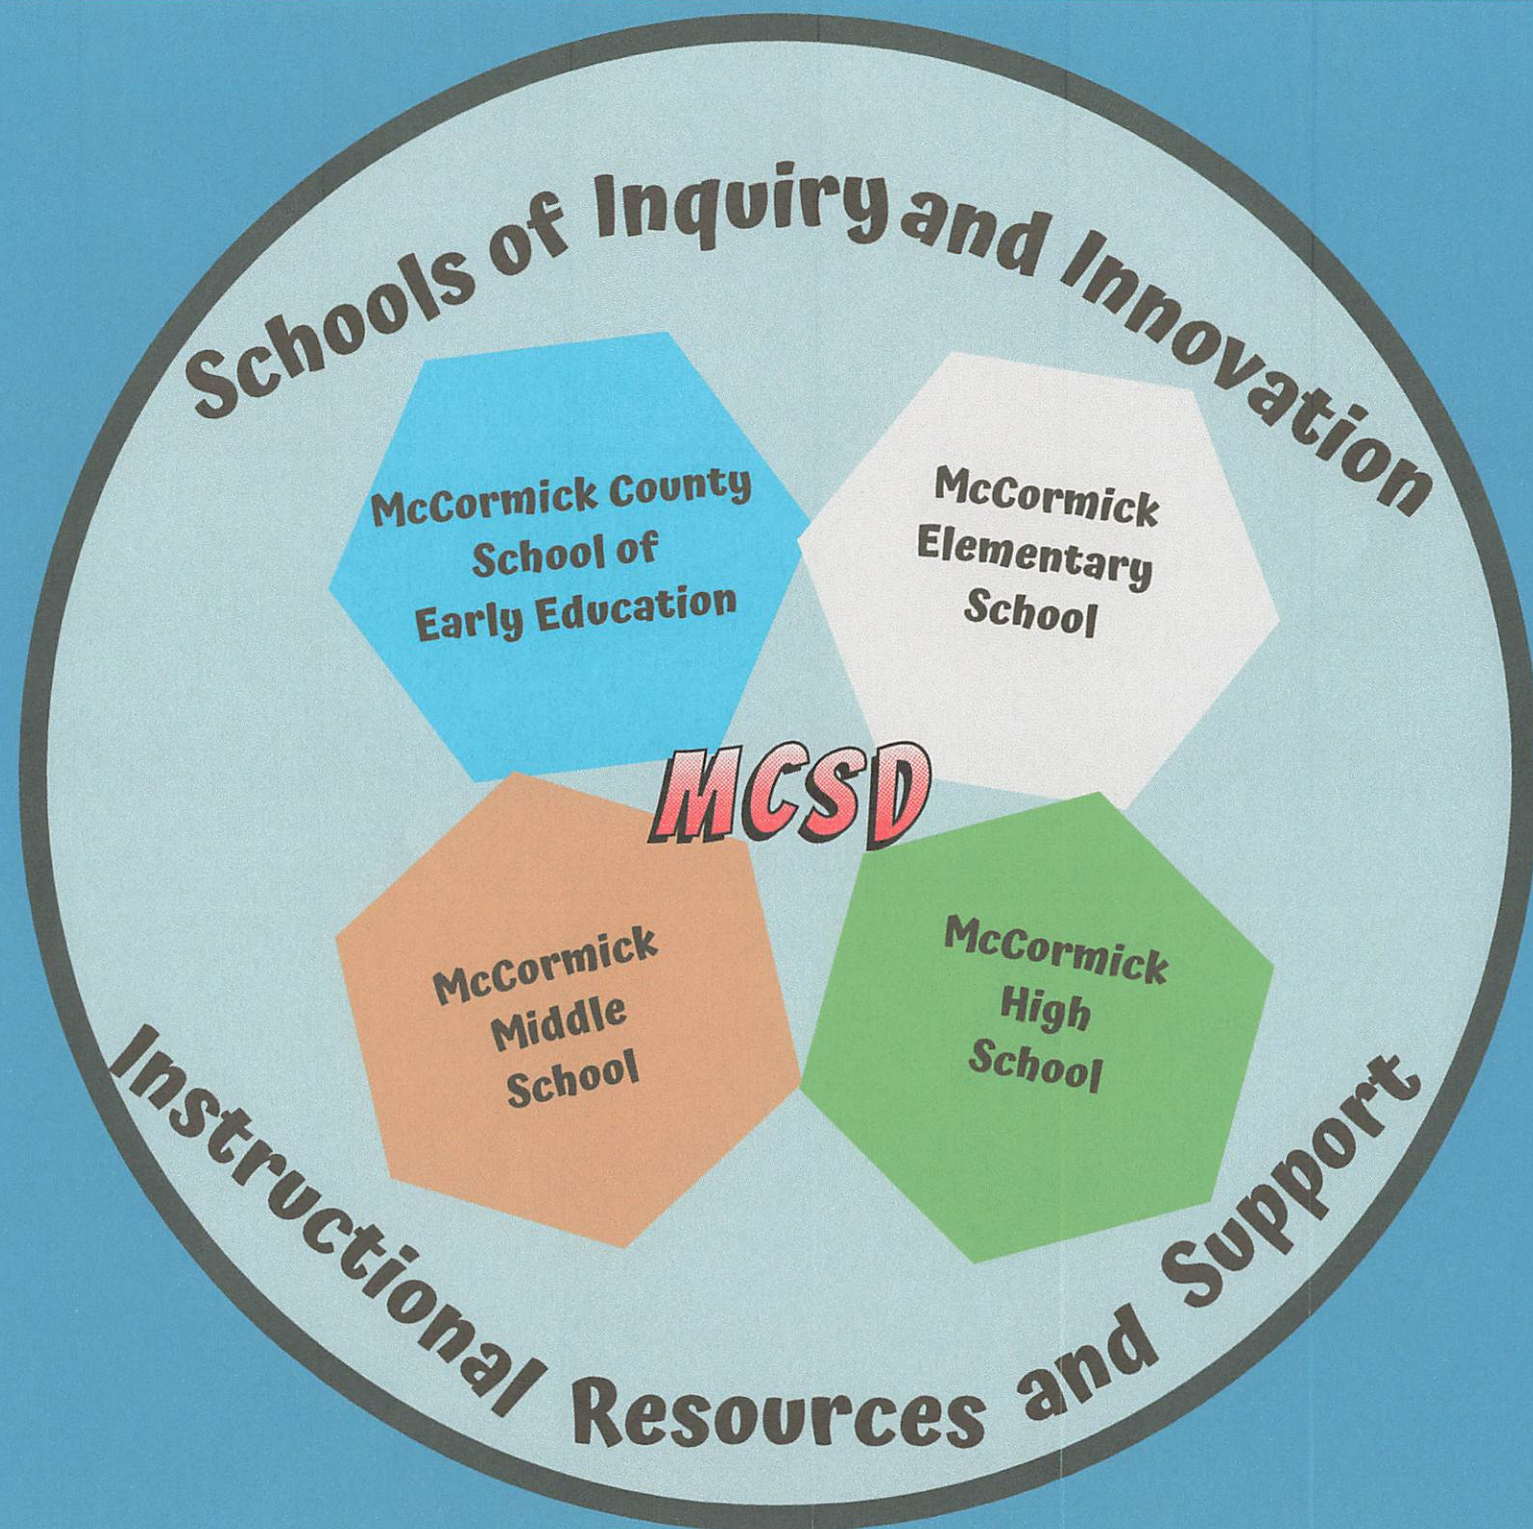 Schools of Inquiry and Innovation
McCormick County
School of
Early Education
McCormick
Elementary
School
MCSD
McCormick
Middle
School
McCormick
High
School
Instructional Resources and Support